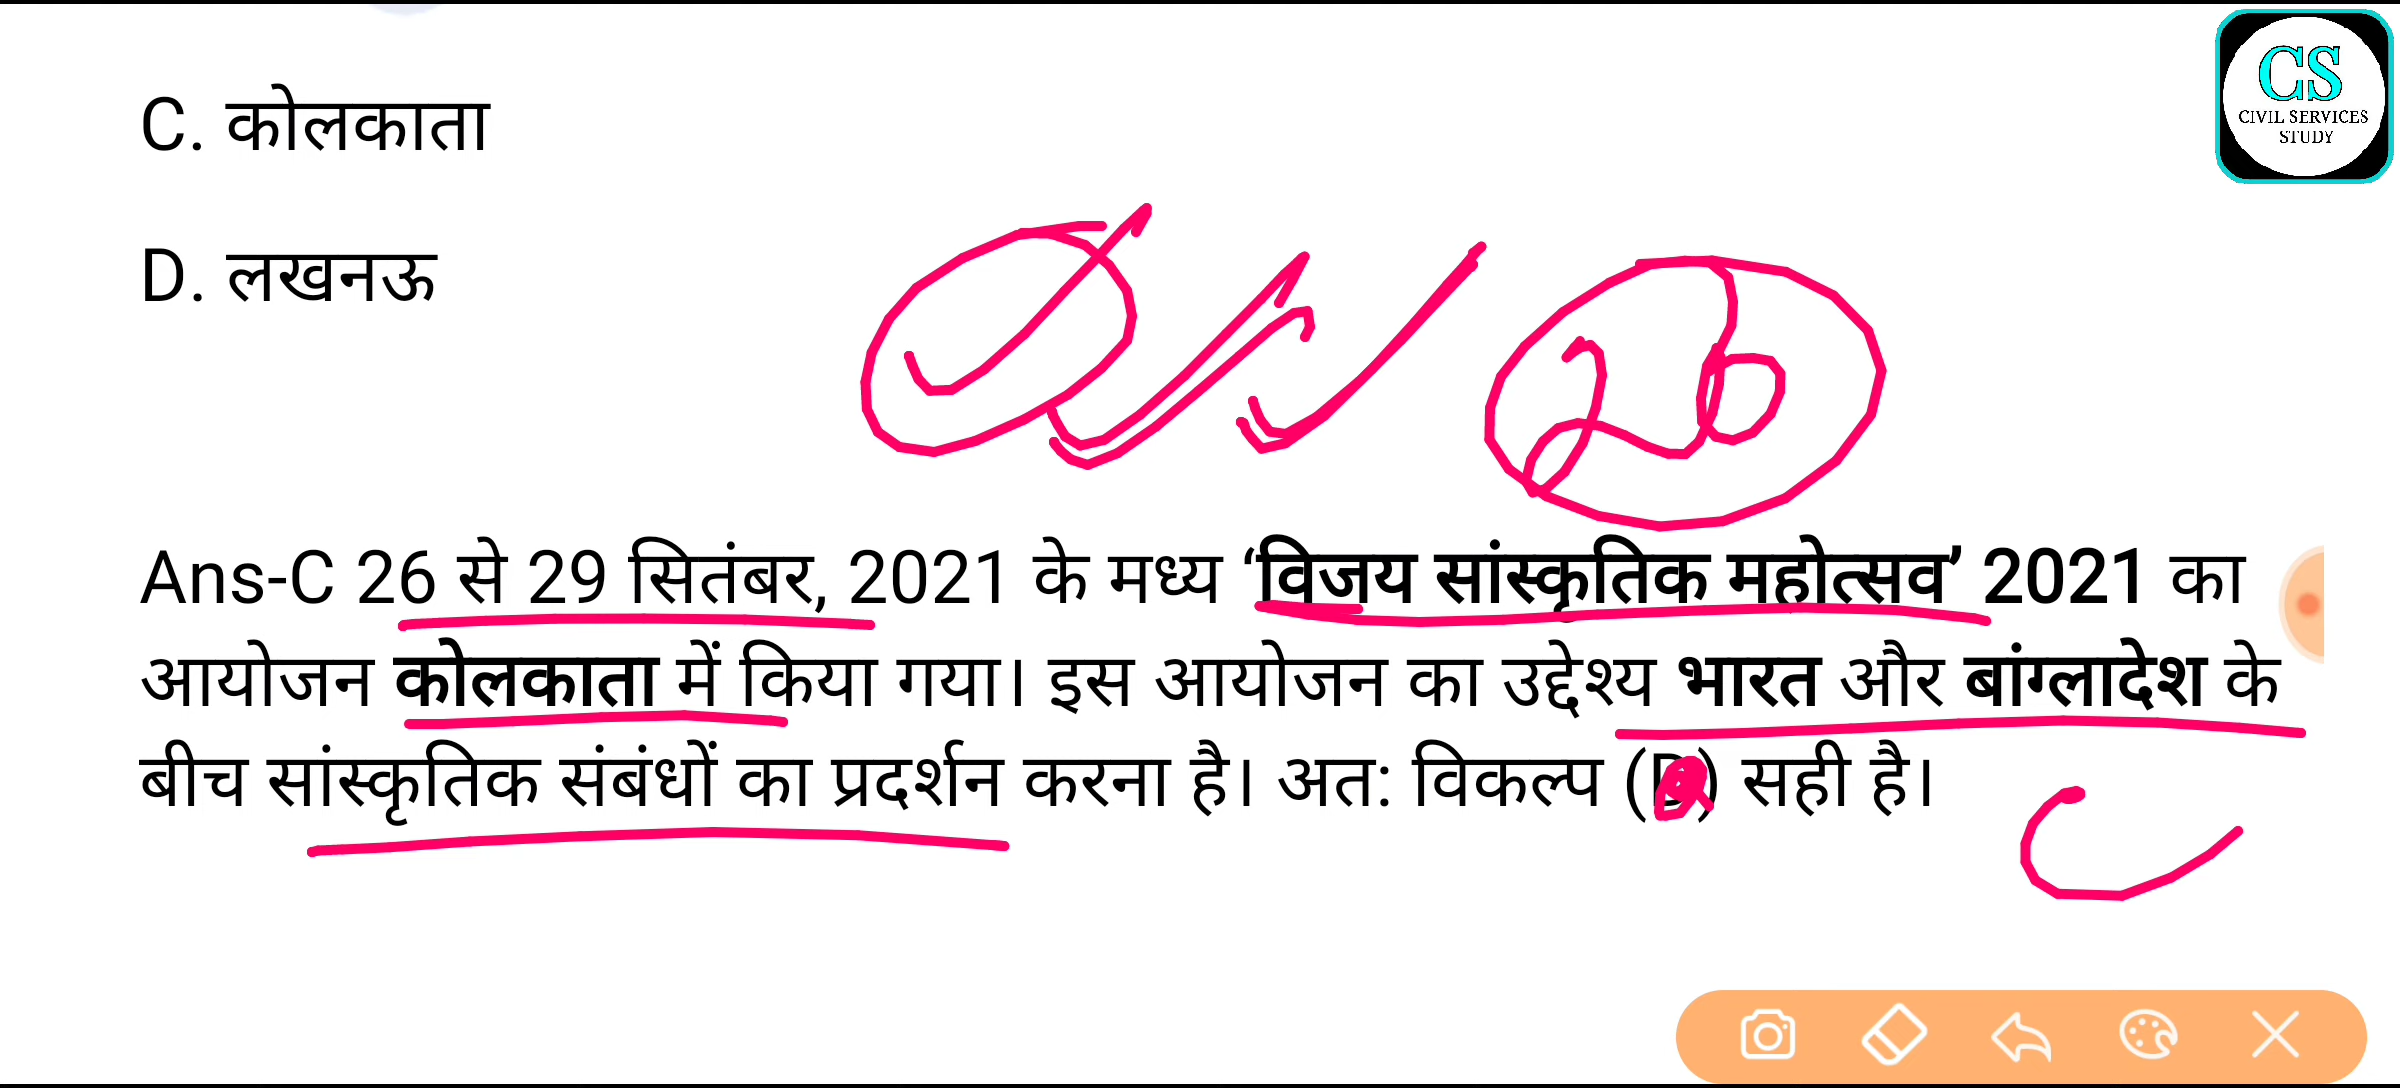 CS
CIVIL SERVICES
STUDY
C. कोलकाता
D. लखनऊ
26
Ans-C 26 से 29 सितंबर, 2021 के मध्य ‘विजय सांस्कृतिक महोत्सव’ 2021 का
आयोजन कोलकाता में किया गया। इस आयोजन का उद्देश्य भारत और बांग्लादेश के
बीच सांस्कृतिक संबंधों का प्रदर्शन करना है। अत: विकल्प (D) सही है।
C